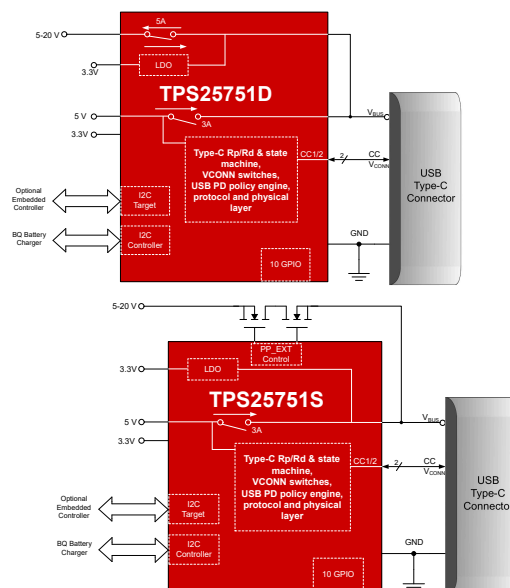 5A
5-20 V
3.3V
LDO
TPS25751D
5 V
3A
3.3V
VBUS
Type-C Rp/Rd & state
machine,
VCONN switches,
USB PD policy engine,
protocol and physical
layer
CC1/2
2
CC
VCONN
USB
Type-C
Connector
Optional
Embedded
Controller
I2C
Target
BQ Battery
Charger
I2C
Controller
GND
10 GPIO
5-20 V
PP_EXT
Control
3.3V
LDO
TPS25751S
5 V
3A
3.3V
VBUS
Type-C Rp/Rd & state
machine,
VCONN switches,
USB PD policy engine,
protocol and physical
layer
CC1/2
2
CC
VCONN
USB
Type-C
Connecto
Optional
Embedded
Controller
I2C
Target
BQ Battery
Charger
I2C
Controller
GND
10 GPIO